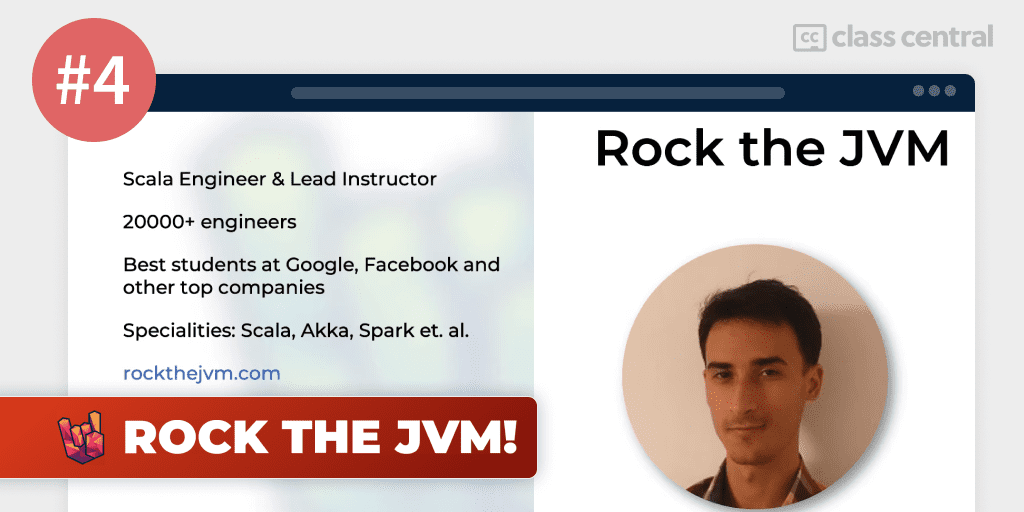 #4
cc class central
Rock the JVM
Scala Engineer & Lead Instructor
20000+ engineers
Best students at Google, Facebook and
other top companies
Specialities: Scala, Akka, Spark et. al.
rockthejvm.com
ROCK THE JVM!